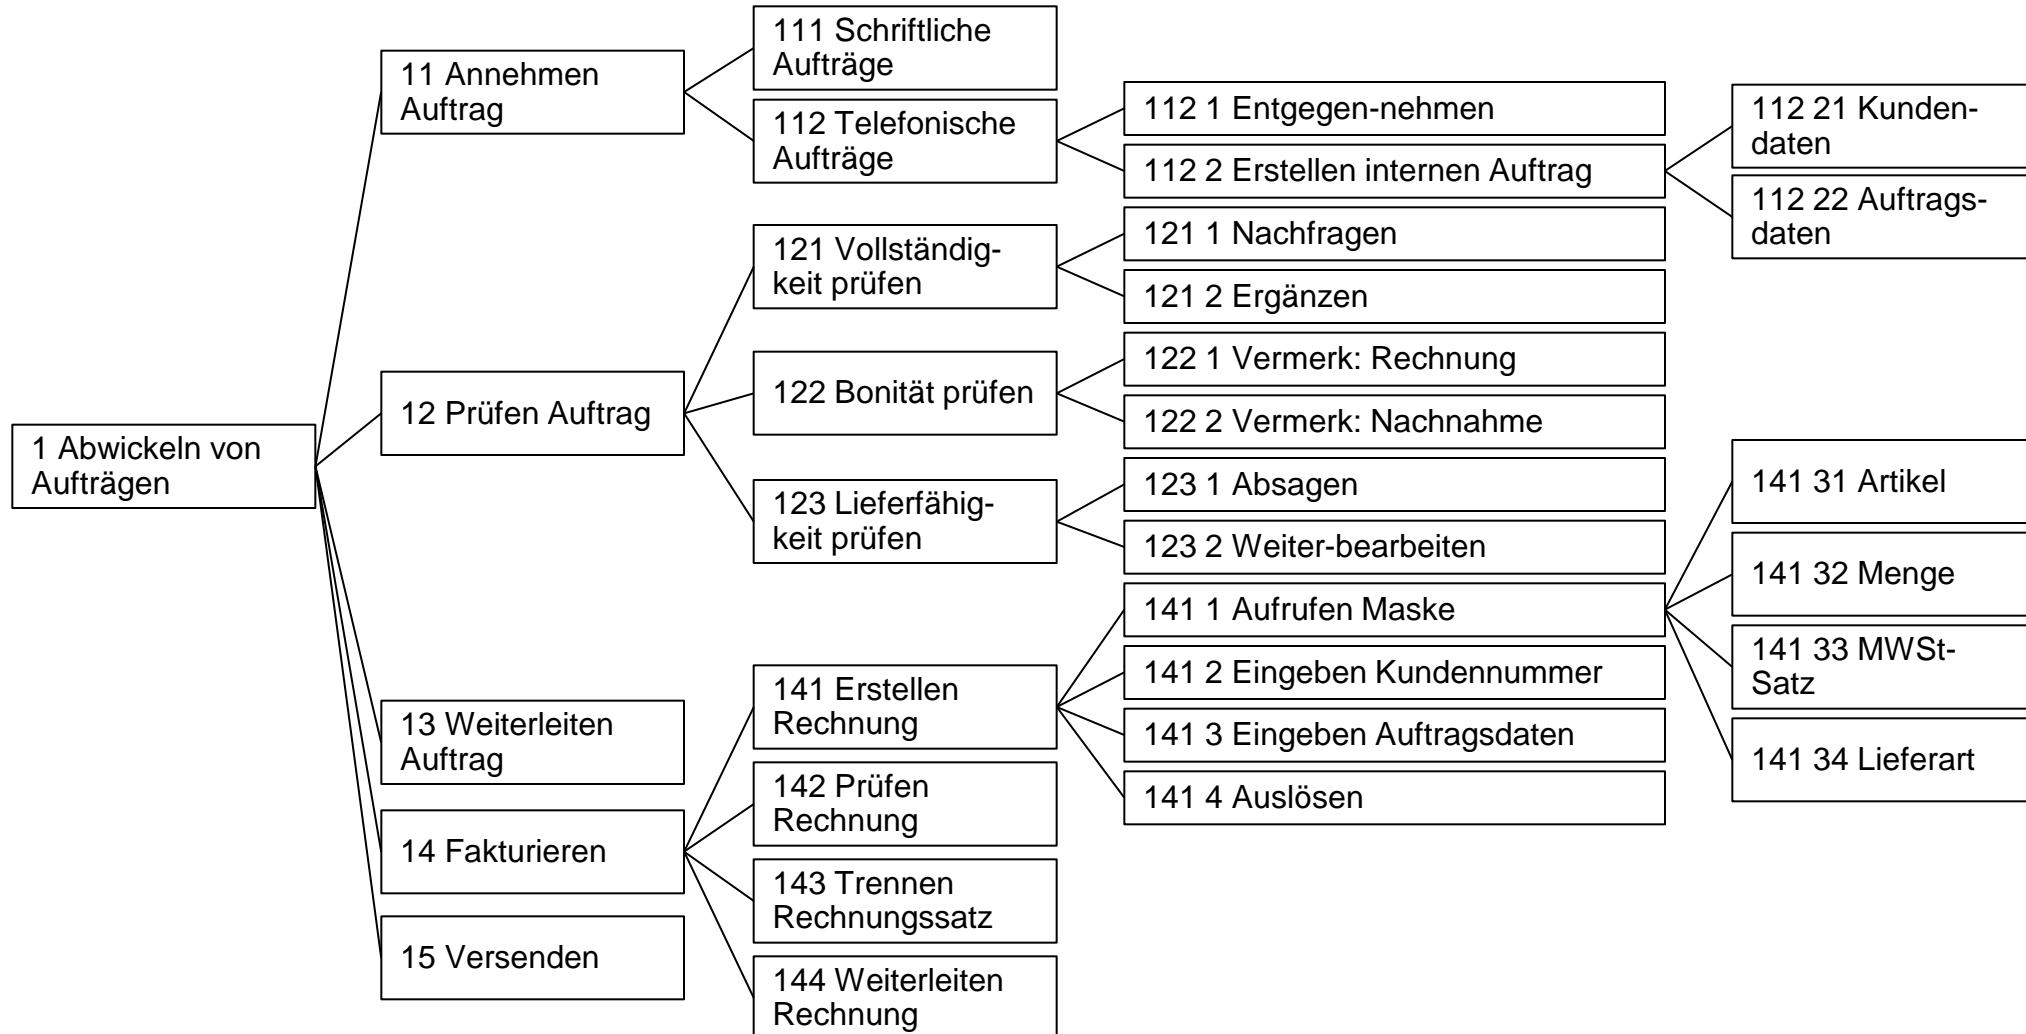 1 Abwickeln von
Aufträgen
11 Annehmen
Auftrag
12 Prüfen Auftrag
13 Weiterleiten
Auftrag
14 Fakturieren
15 Versenden
111 Schriftliche
Aufträge
112 Telefonische
Aufträge
121 Vollständig-
keit prüfen
122 Bonität prüfen
123 Lieferfähig-
keit prüfen
141 Erstellen
Rechnung
142 Prüfen
Rechnung
143 Trennen
Rechnungssatz
144 Weiterleiten
Rechnung
112 1 Entgegen-nehmen
112 2 Erstellen internen Auftrag
121 1 Nachfragen
121 2 Ergänzen
122 1 Vermerk: Rechnung
122 2 Vermerk: Nachnahme
123 1 Absagen
123 2 Weiter-bearbeiten
141 1 Aufrufen Maske
141 2 Eingeben Kundennummer
141 3 Eingeben Auftragsdaten
141 4 Auslösen
112 21 Kunden-
daten
112 22 Auftrags-
daten
141 31 Artikel
141 32 Menge
141 33 MWSt-
Satz
141 34 Lieferart